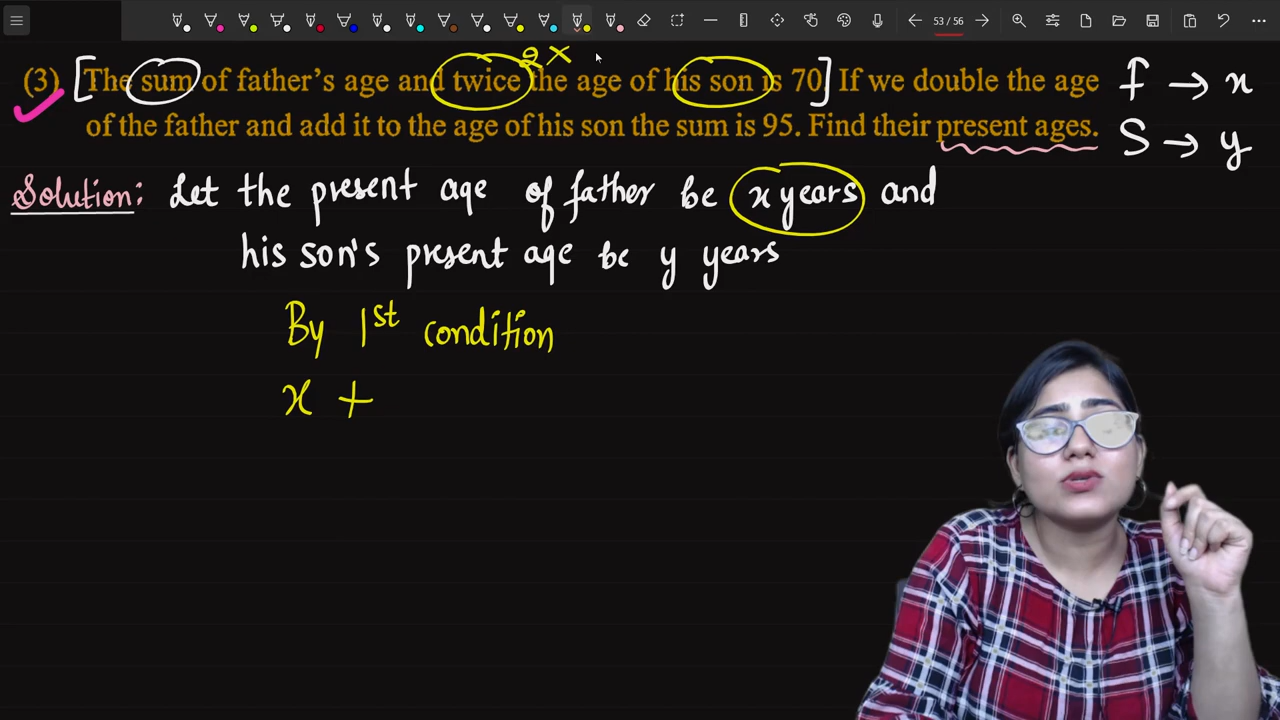 53 / 56
2 ×
(3) [The sum of father's age and twice the age of his son is 70] If we double the age
of the father and add it to the age of his son the sum is 95. Find their present ages.
f → x
S → y
Solution: Let the present age of father be x years and
his son's present age be y years
By 1st condition
x +